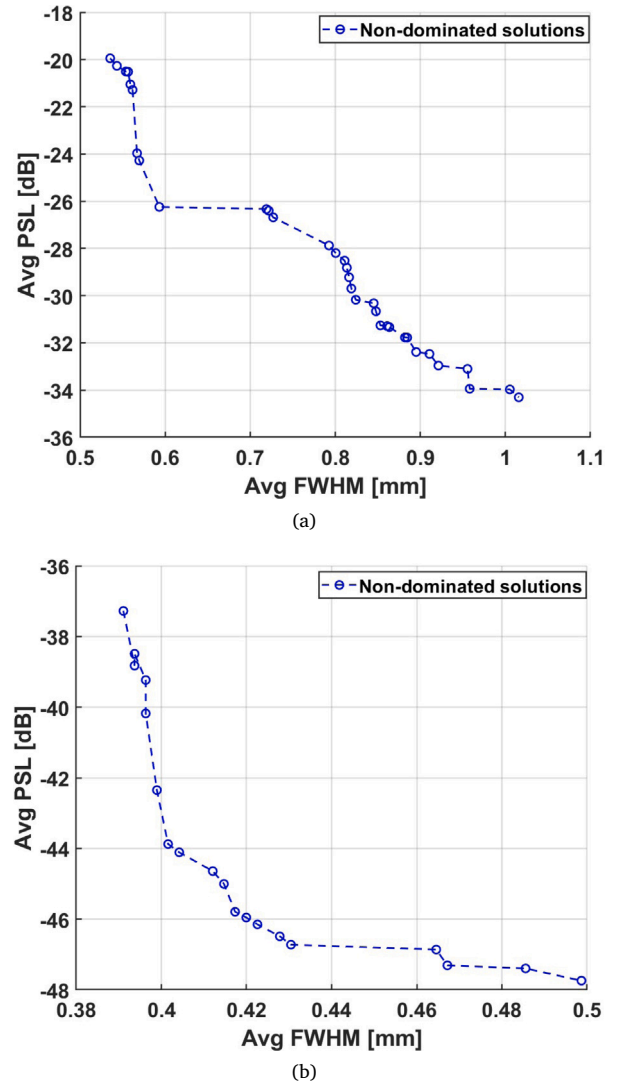 -18
-20
-22
-24
-26
-28
-30
-32
-34
-36
Avg PSL [dB]
Non-dominated solutions
0.5 0.6 0.7 0.8 0.9 1 1.1
Avg FWHM [mm]
(a)
-36
-38
-40
-42
-44
-46
-48
Avg PSL [dB]
Non-dominated solutions
0.38 0.4 0.42 0.44 0.46 0.48 0.5
Avg FWHM [mm]
(b)